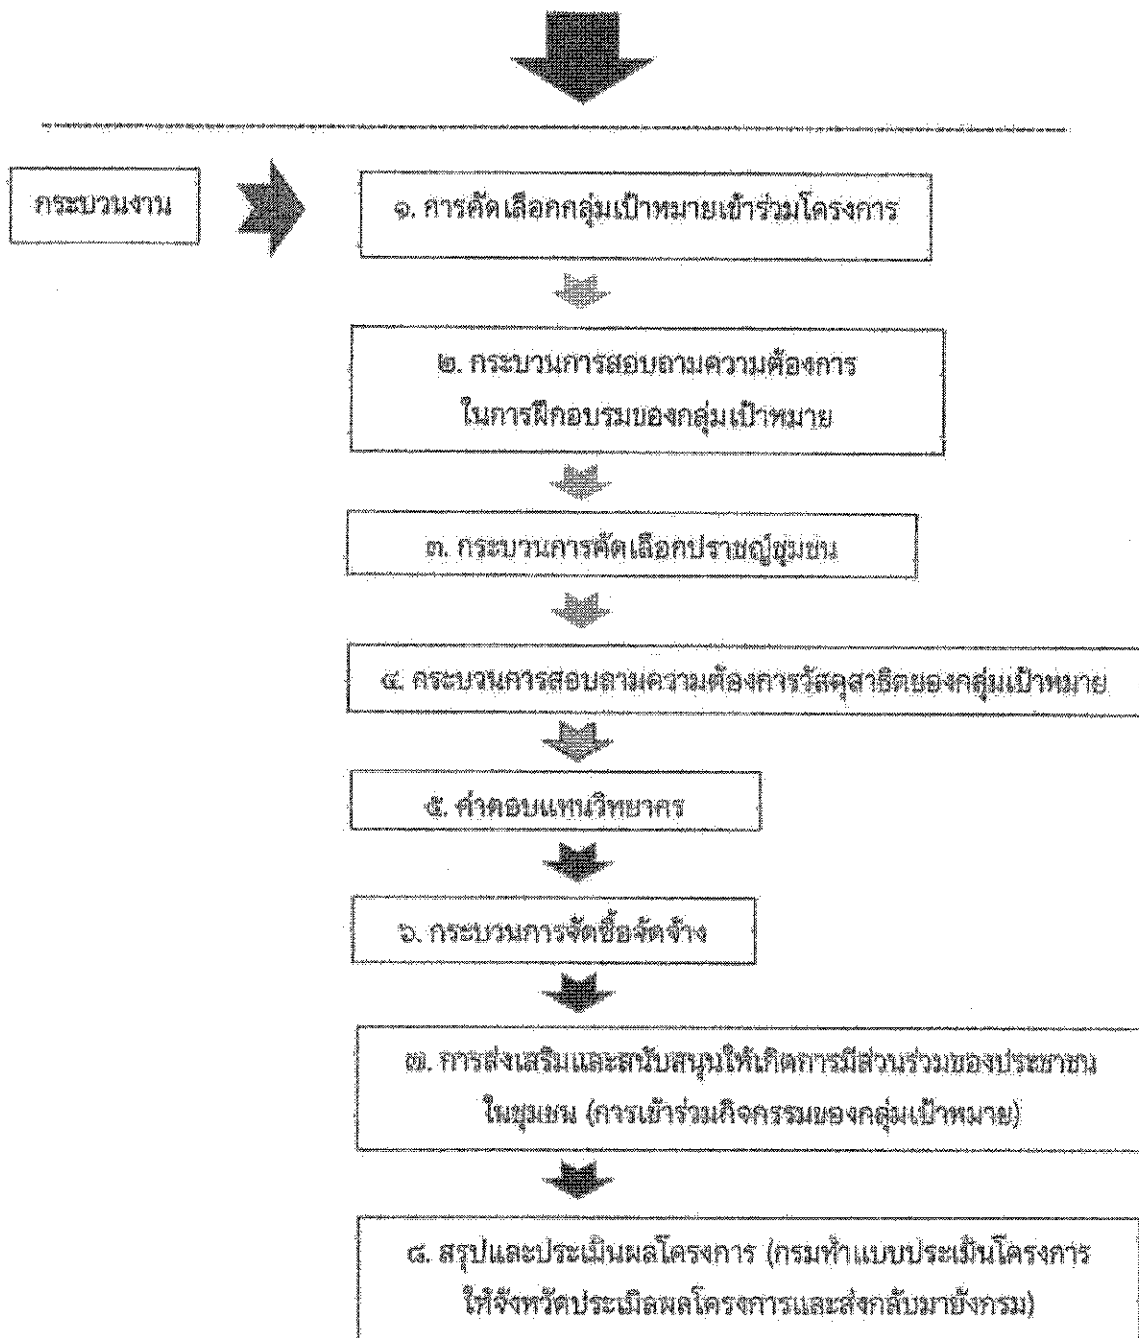 กระบวนงาน
๑. การคัดเลือกกลุ่มเป้าหมายเข้าร่วมโครงการ
๒. กระบวนการสอบถามความต้องการ
ในการฝึกอบรมของกลุ่มเป้าหมาย
๓. กระบวนการคัดเลือกปราชญ์ชุมชน
๔. กระบวนการสอบถามความต้องการวัสดุสาธิตของกลุ่มเป้าหมาย
๕. ค่าตอบแทนวิทยากร
๖. กระบวนการจัดซื้อจัดจ้าง
๗. การส่งเสริมและสนับสนุนให้เกิดการมีส่วนร่วมของประชาชน
ในชุมชน (การเข้าร่วมกิจกรรมของกลุ่มเป้าหมาย)
๘. สรุปและประเมินผลโครงการ (กรมทำแบบประเมินโครงการ
ให้จังหวัดประเมิลผลโครงการและส่งกลับมายังกรม)